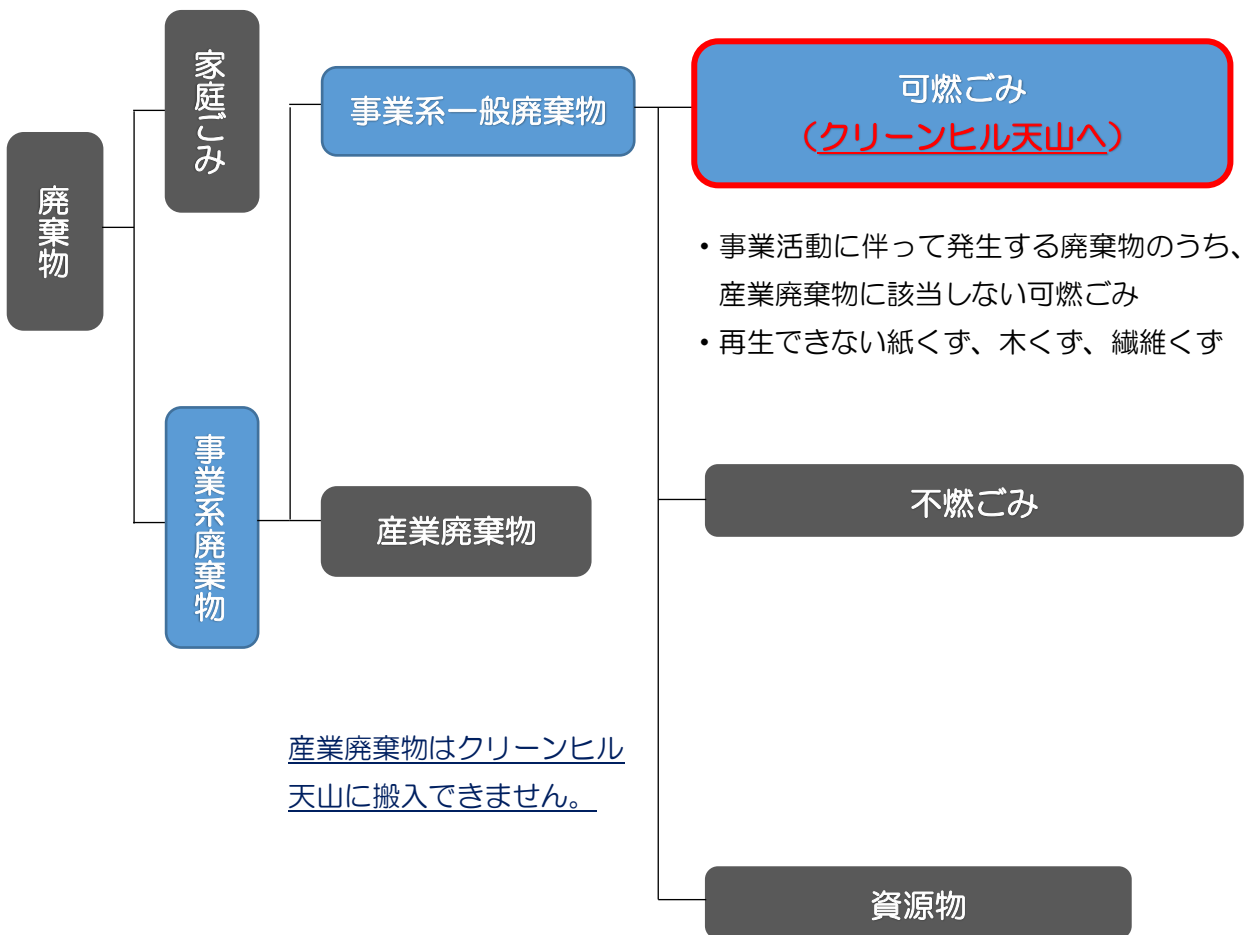 廃棄物
家庭ごみ
事業系廃棄物
事業系一般廃棄物
産業廃棄物
産業廃棄物はクリーンヒル
天山に搬入できません。
可燃ごみ
（クリーンヒル天山へ）
・事業活動に伴って発生する廃棄物のうち、
産業廃棄物に該当しない可燃ごみ
・再生できない紙くず、木くず、繊維くず
不燃ごみ
資源物